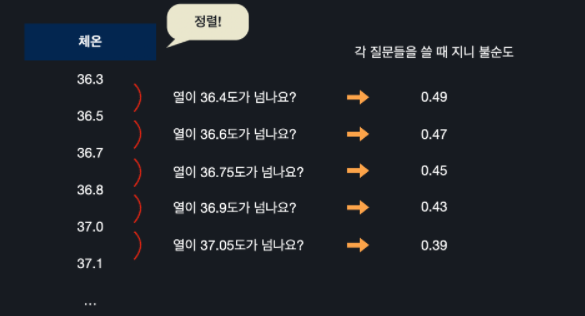 정렬!
체온
각 질문들을 쓸 때 지니 불순도
36.3
열이 36.4도가 넘나요? 0.49
36.5
열이 36.6도가 넘나요? 0.47
36.7
열이 36.75도가 넘나요? 0.45
36.8
열이 36.9도가 넘나요? 0.43
37.0
열이 37.05도가 넘나요? 0.39
37.1
...